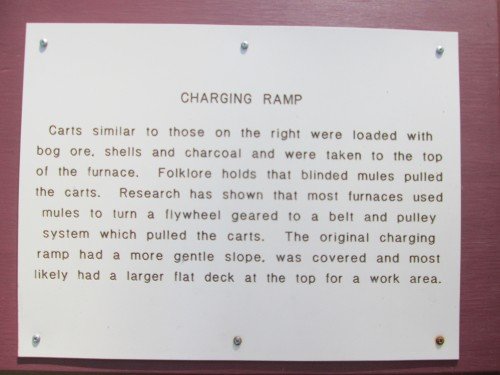 CHARGING RAMP
Carts similar to those on the right were loaded with
bog ore, shells and charcoal and were taken to the top
of the furnace. Folklore holds that blinded mules pulled
the carts. Research has shown that most furnaces used
mules to turn a flywheel geared to a belt and pulley
system which pulled the carts. The original charging
ramp had a more gentle slope, was covered and most
likely had a larger flat deck at the top for a work area.